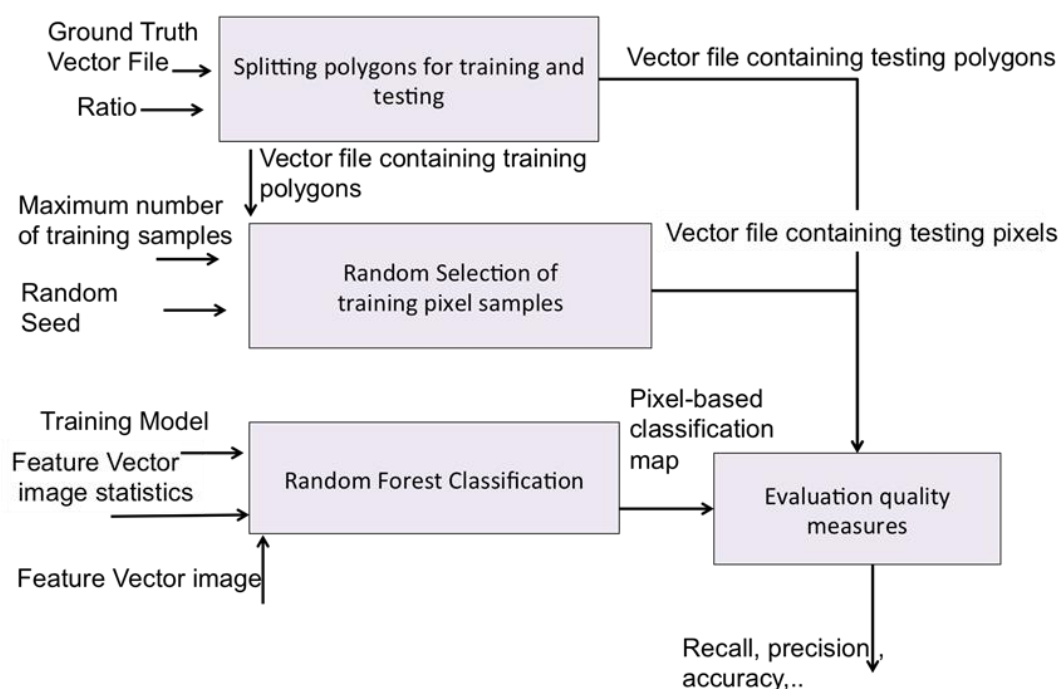 Ground Truth
Vector File
Ratio
Splitting polygons for training and
testing
Vector file containing testing polygons
Vector file containing training
polygons
Maximum number
of training samples
Random
Seed
Random Selection of
training pixel samples
Vector file containing testing pixels
Training Model
Feature Vector
image statistics
Feature Vector image
Random Forest Classification
Pixel-based
classification
map
Evaluation quality
measures
Recall, precision,
accuracy,..